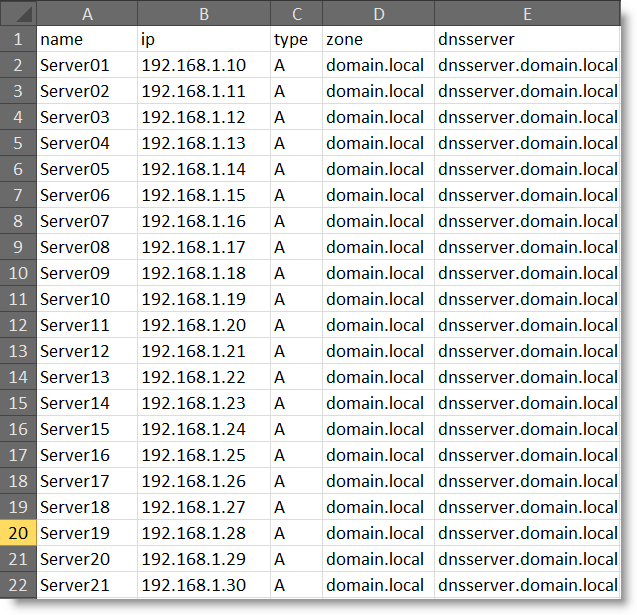 A B C D E
1 name ip type zone dnsserver
2 Server01 192.168.1.10 A domain.local dnsserver.domain.local
3 Server02 192.168.1.11 A domain.local dnsserver.domain.local
4 Server03 192.168.1.12 A domain.local dnsserver.domain.local
5 Server04 192.168.1.13 A domain.local dnsserver.domain.local
6 Server05 192.168.1.14 A domain.local dnsserver.domain.local
7 Server06 192.168.1.15 A domain.local dnsserver.domain.local
8 Server07 192.168.1.16 A domain.local dnsserver.domain.local
9 Server08 192.168.1.17 A domain.local dnsserver.domain.local
10 Server09 192.168.1.18 A domain.local dnsserver.domain.local
11 Server10 192.168.1.19 A domain.local dnsserver.domain.local
12 Server11 192.168.1.20 A domain.local dnsserver.domain.local
13 Server12 192.168.1.21 A domain.local dnsserver.domain.local
14 Server13 192.168.1.22 A domain.local dnsserver.domain.local
15 Server14 192.168.1.23 A domain.local dnsserver.domain.local
16 Server15 192.168.1.24 A domain.local dnsserver.domain.local
17 Server16 192.168.1.25 A domain.local dnsserver.domain.local
18 Server17 192.168.1.26 A domain.local dnsserver.domain.local
19 Server18 192.168.1.27 A domain.local dnsserver.domain.local
20 Server19 192.168.1.28 A domain.local dnsserver.domain.local
21 Server20 192.168.1.29 A domain.local dnsserver.domain.local
22 Server21 192.168.1.30 A domain.local dnsserver.domain.local